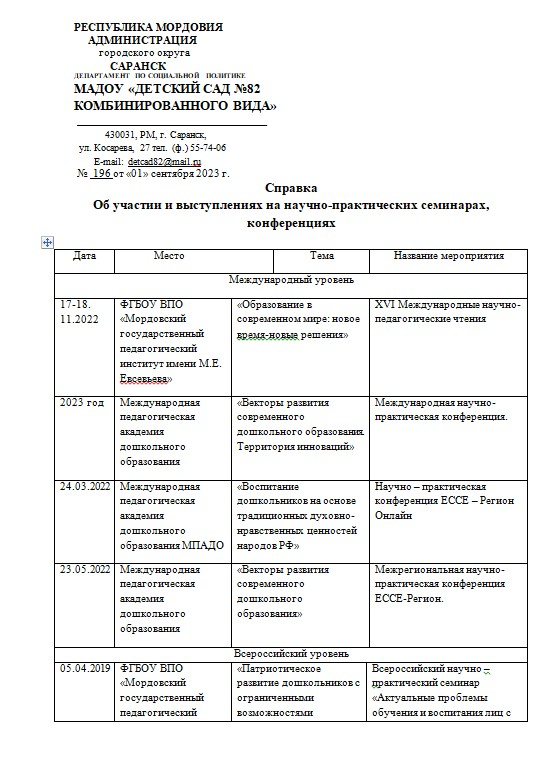 РЕСПУБЛИКА МОРДОВИЯ
АДМИНИСТРАЦИЯ
городского округа
САРАНСК
ДЕПАРТАМЕНТ ПО СОЦИАЛЬНОЙ ПОЛИТИКЕ
МАДОУ «ДЕТСКИЙ САД №82
КОМБИНИРОВАННОГО ВИДА»
430031, РМ, г. Саранск,
ул. Косарева, 27 тел. (ф.) 55-74-06
E-mail: detcad82@mail.ru
№ 196 от «01» сентября 2023 г.
Справка
Об участии и выступлениях на научно-практических семинарах,
конференциях
Дата Место Тема Название мероприятия
Международный уровень
17-18.
11.2022
ФГБОУ ВПО
«Мордовский
государственный
педагогический
институт имени М.Е.
Евсевьева»
«Образование в
современном мире: новое
время-новые решения»
XVI Международные научно-
педагогические чтения
2023 год
Международная
педагогическая
академия
дошкольного
образования
«Векторы развития
современного
дошкольного образования.
Территория инноваций»
Международная научно-
практическая конференция.
24.03.2022
Международная
педагогическая
академия
дошкольного
образования МПАДО
«Воспитание
дошкольников на основе
традиционных духовно-
нравственных ценностей
народов РФ»
Научно – практическая
конференция ЕССЕ – Регион
Онлайн
23.05.2022
Международная
педагогическая
академия
дошкольного
образования
«Векторы развития
современного
дошкольного
образования»
Межрегиональная научно-
практическая конференция
ЕССЕ-Регион.
Всероссийский уровень
05.04.2019
ФГБОУ ВПО
«Мордовский
государственный
педагогический
«Патриотическое
развитие дошкольников с
ограниченными
возможностями
Всероссийский научно –
практический семинар
«Актуальные проблемы
обучения и воспитания лиц с